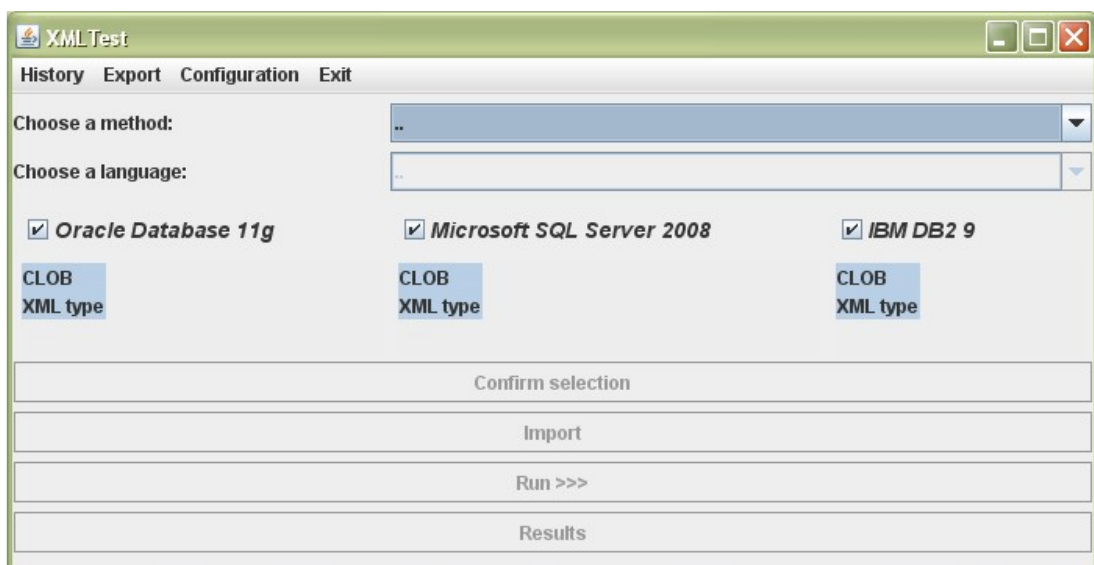 XMLTest
History Export Configuration Exit
Choose a method: ..
Choose a language: ..
Oracle Database 11g Microsoft SQL Server 2008 IBM DB2 9
CLOB CLOB CLOB
XML type XML type XML type
Confirm selection
Import
Run >>>
Results